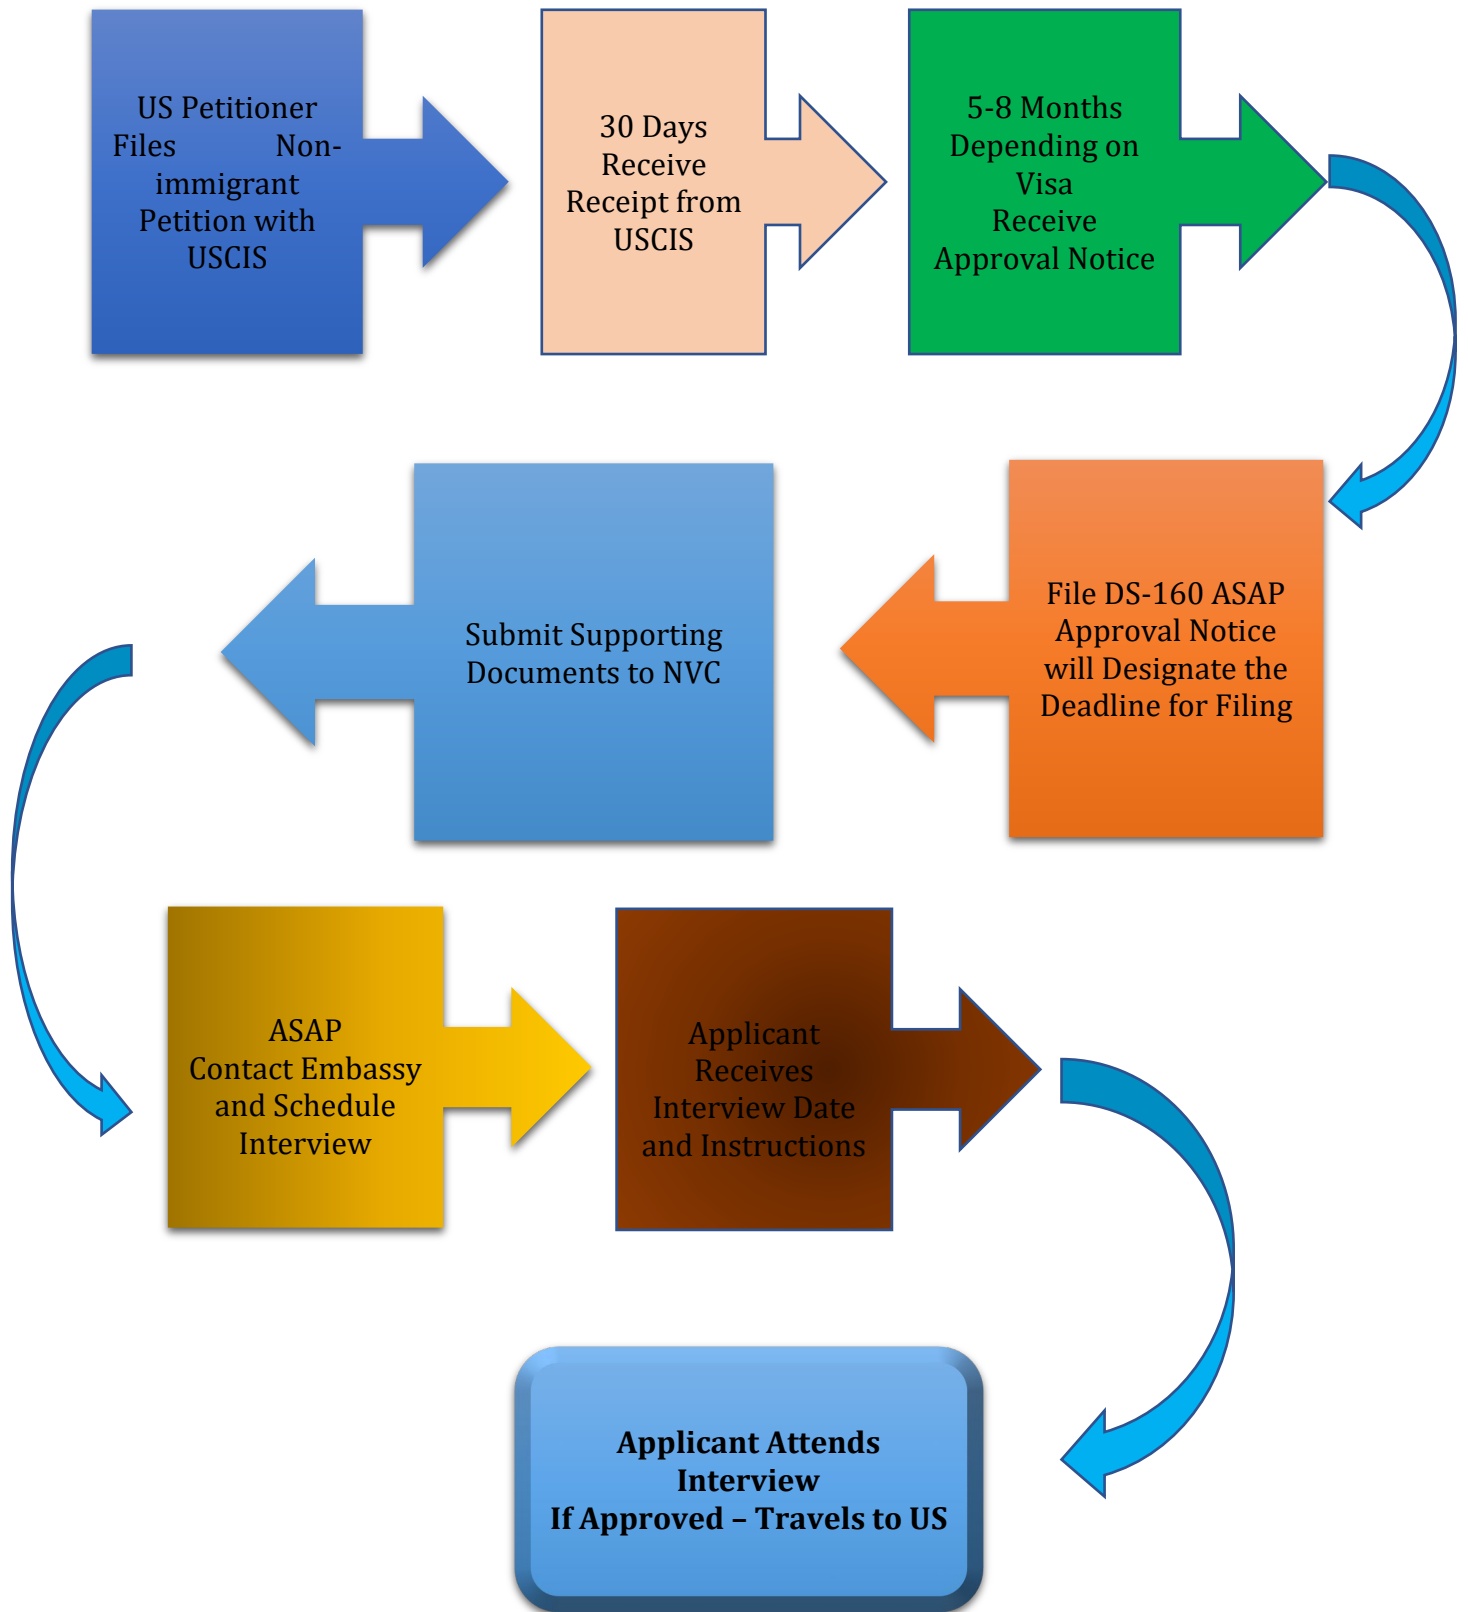 US Petitioner
Files Non-
immigrant
Petition with
USCIS
30 Days
Receive
Receipt from
USCIS
5-8 Months
Depending on
Visa
Receive
Approval Notice
File DS-160 ASAP
Approval Notice
will Designate the
Deadline for Filing
Submit Supporting
Documents to NVC
ASAP
Contact Embassy
and Schedule
Interview
Applicant
Receives
Interview Date
and Instructions
Applicant Attends
Interview
If Approved – Travels to US